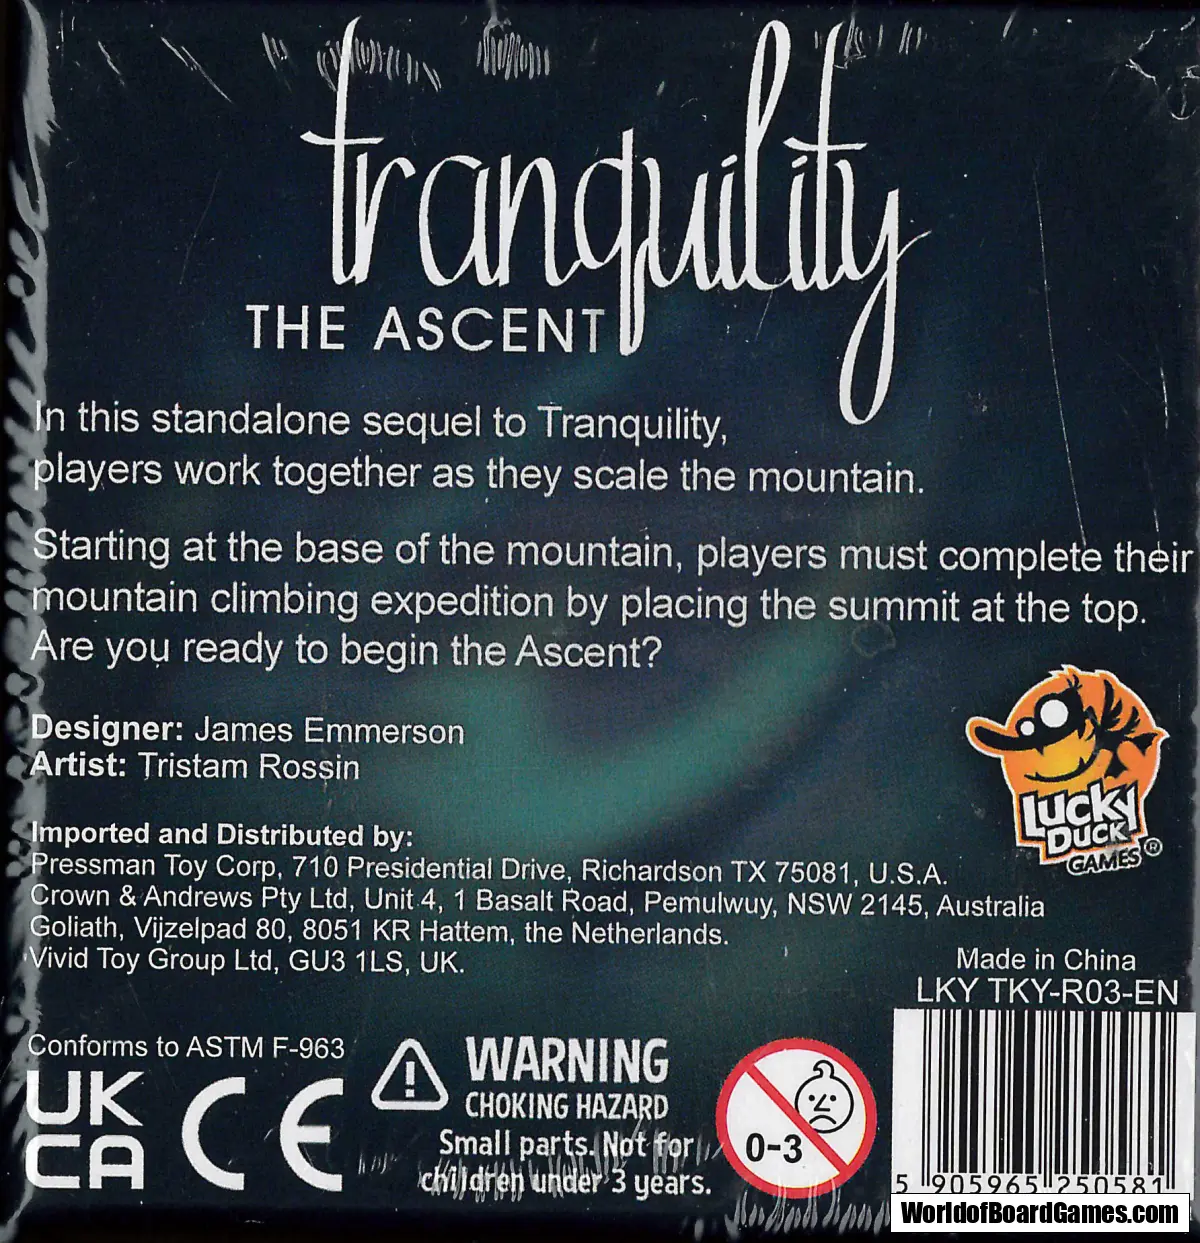 tranquility
THE ASCENT
In this standalone sequel to Tranquility,
players work together as they scale the mountain.
Starting at the base of the mountain, players must complete their
mountain climbing expedition by placing the summit at the top.
Are you ready to begin the Ascent?
Designer: James Emmerson
Artist: Tristam Rossin
LUCKY
DUCK
GAMES®
Imported and Distributed by:
Pressman Toy Corp, 710 Presidential Drive, Richardson TX 75081, U.S.A.
Crown & Andrews Pty Ltd, Unit 4, 1 Basalt Road, Pemulwuy, NSW 2145, Australia
Goliath, Vijzelpad 80, 8051 KR Hattem, the Netherlands.
Vivid Toy Group Ltd, GU3 1LS, UK.
Made in China
LKY TKY-R03-EN
Conforms to ASTM F-963
UK
CA
CE
WARNING
CHOKING HAZARD
Small parts. Not for
children under 3 years.
0-3
5 905965 250581
WorldofBoardGames.com